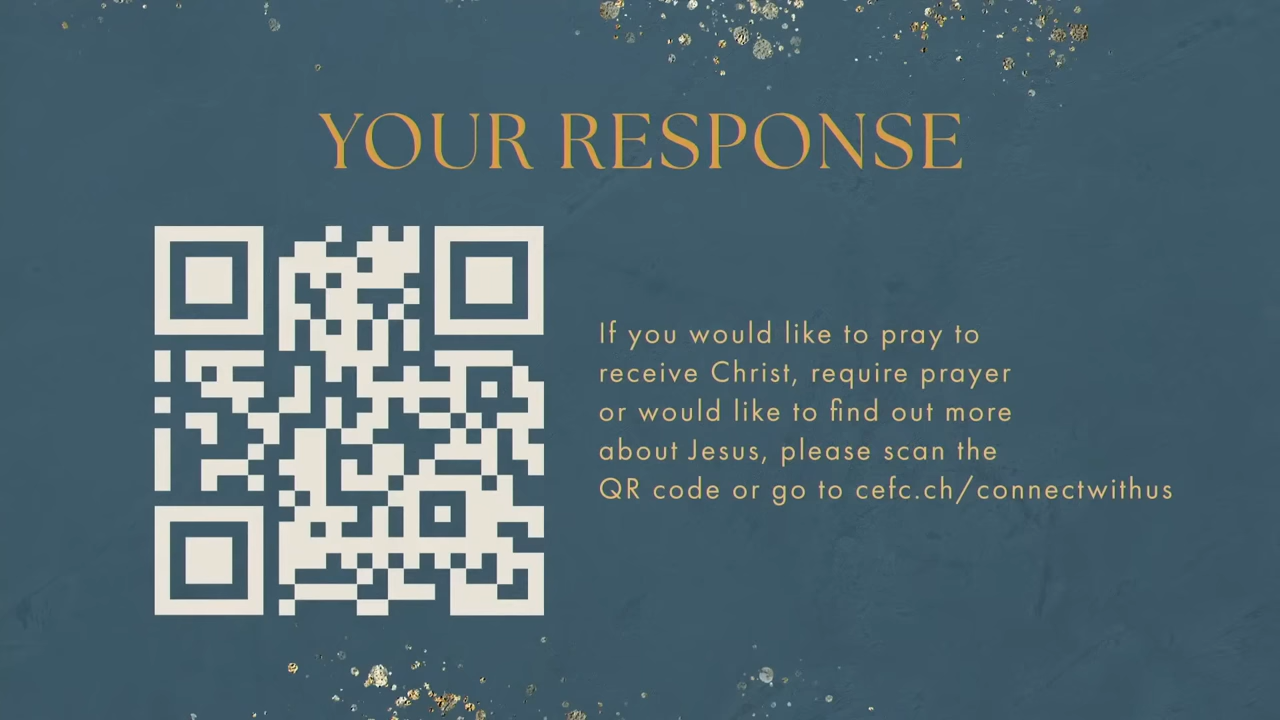 YOUR RESPONSE
If you would like to pray to
receive Christ, require prayer
or would like to find out more
about Jesus, please scan the
QR code or go to cefc.ch/connectwithus